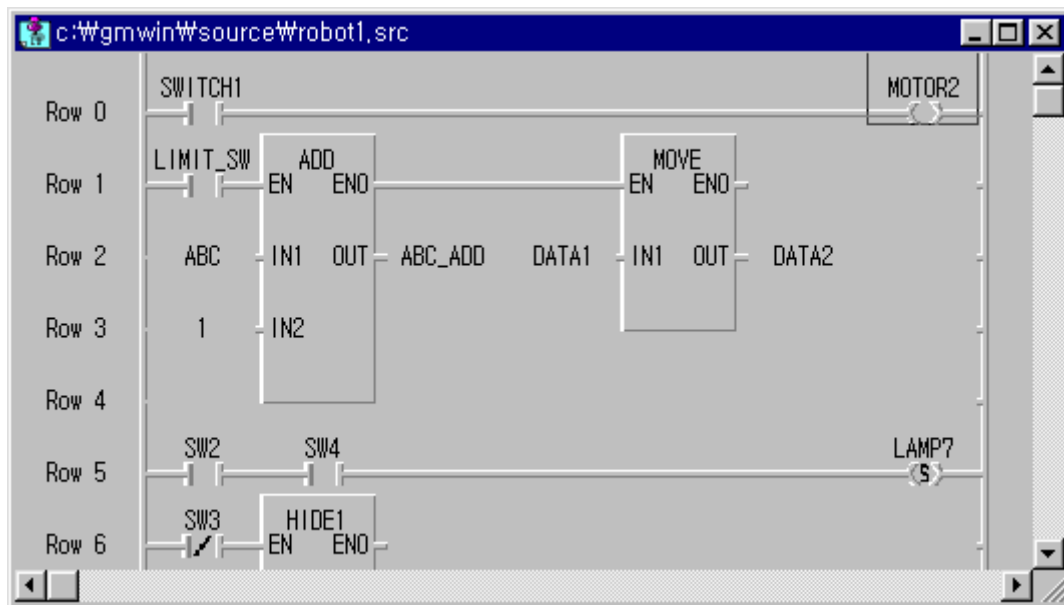 c:₩gmwin₩source₩robot1.src
SWITCH1 MOTOR2
Row 0
LIMIT_SW ADD MOVE
Row 1 EN ENO EN ENO
Row 2 ABC IN1 OUT ABC_ADD DATA1 IN1 OUT DATA2
Row 3 1 IN2
Row 4
SW2 SW4 LAMP7
Row 5 S
SW3 HIDE1
Row 6 EN ENO